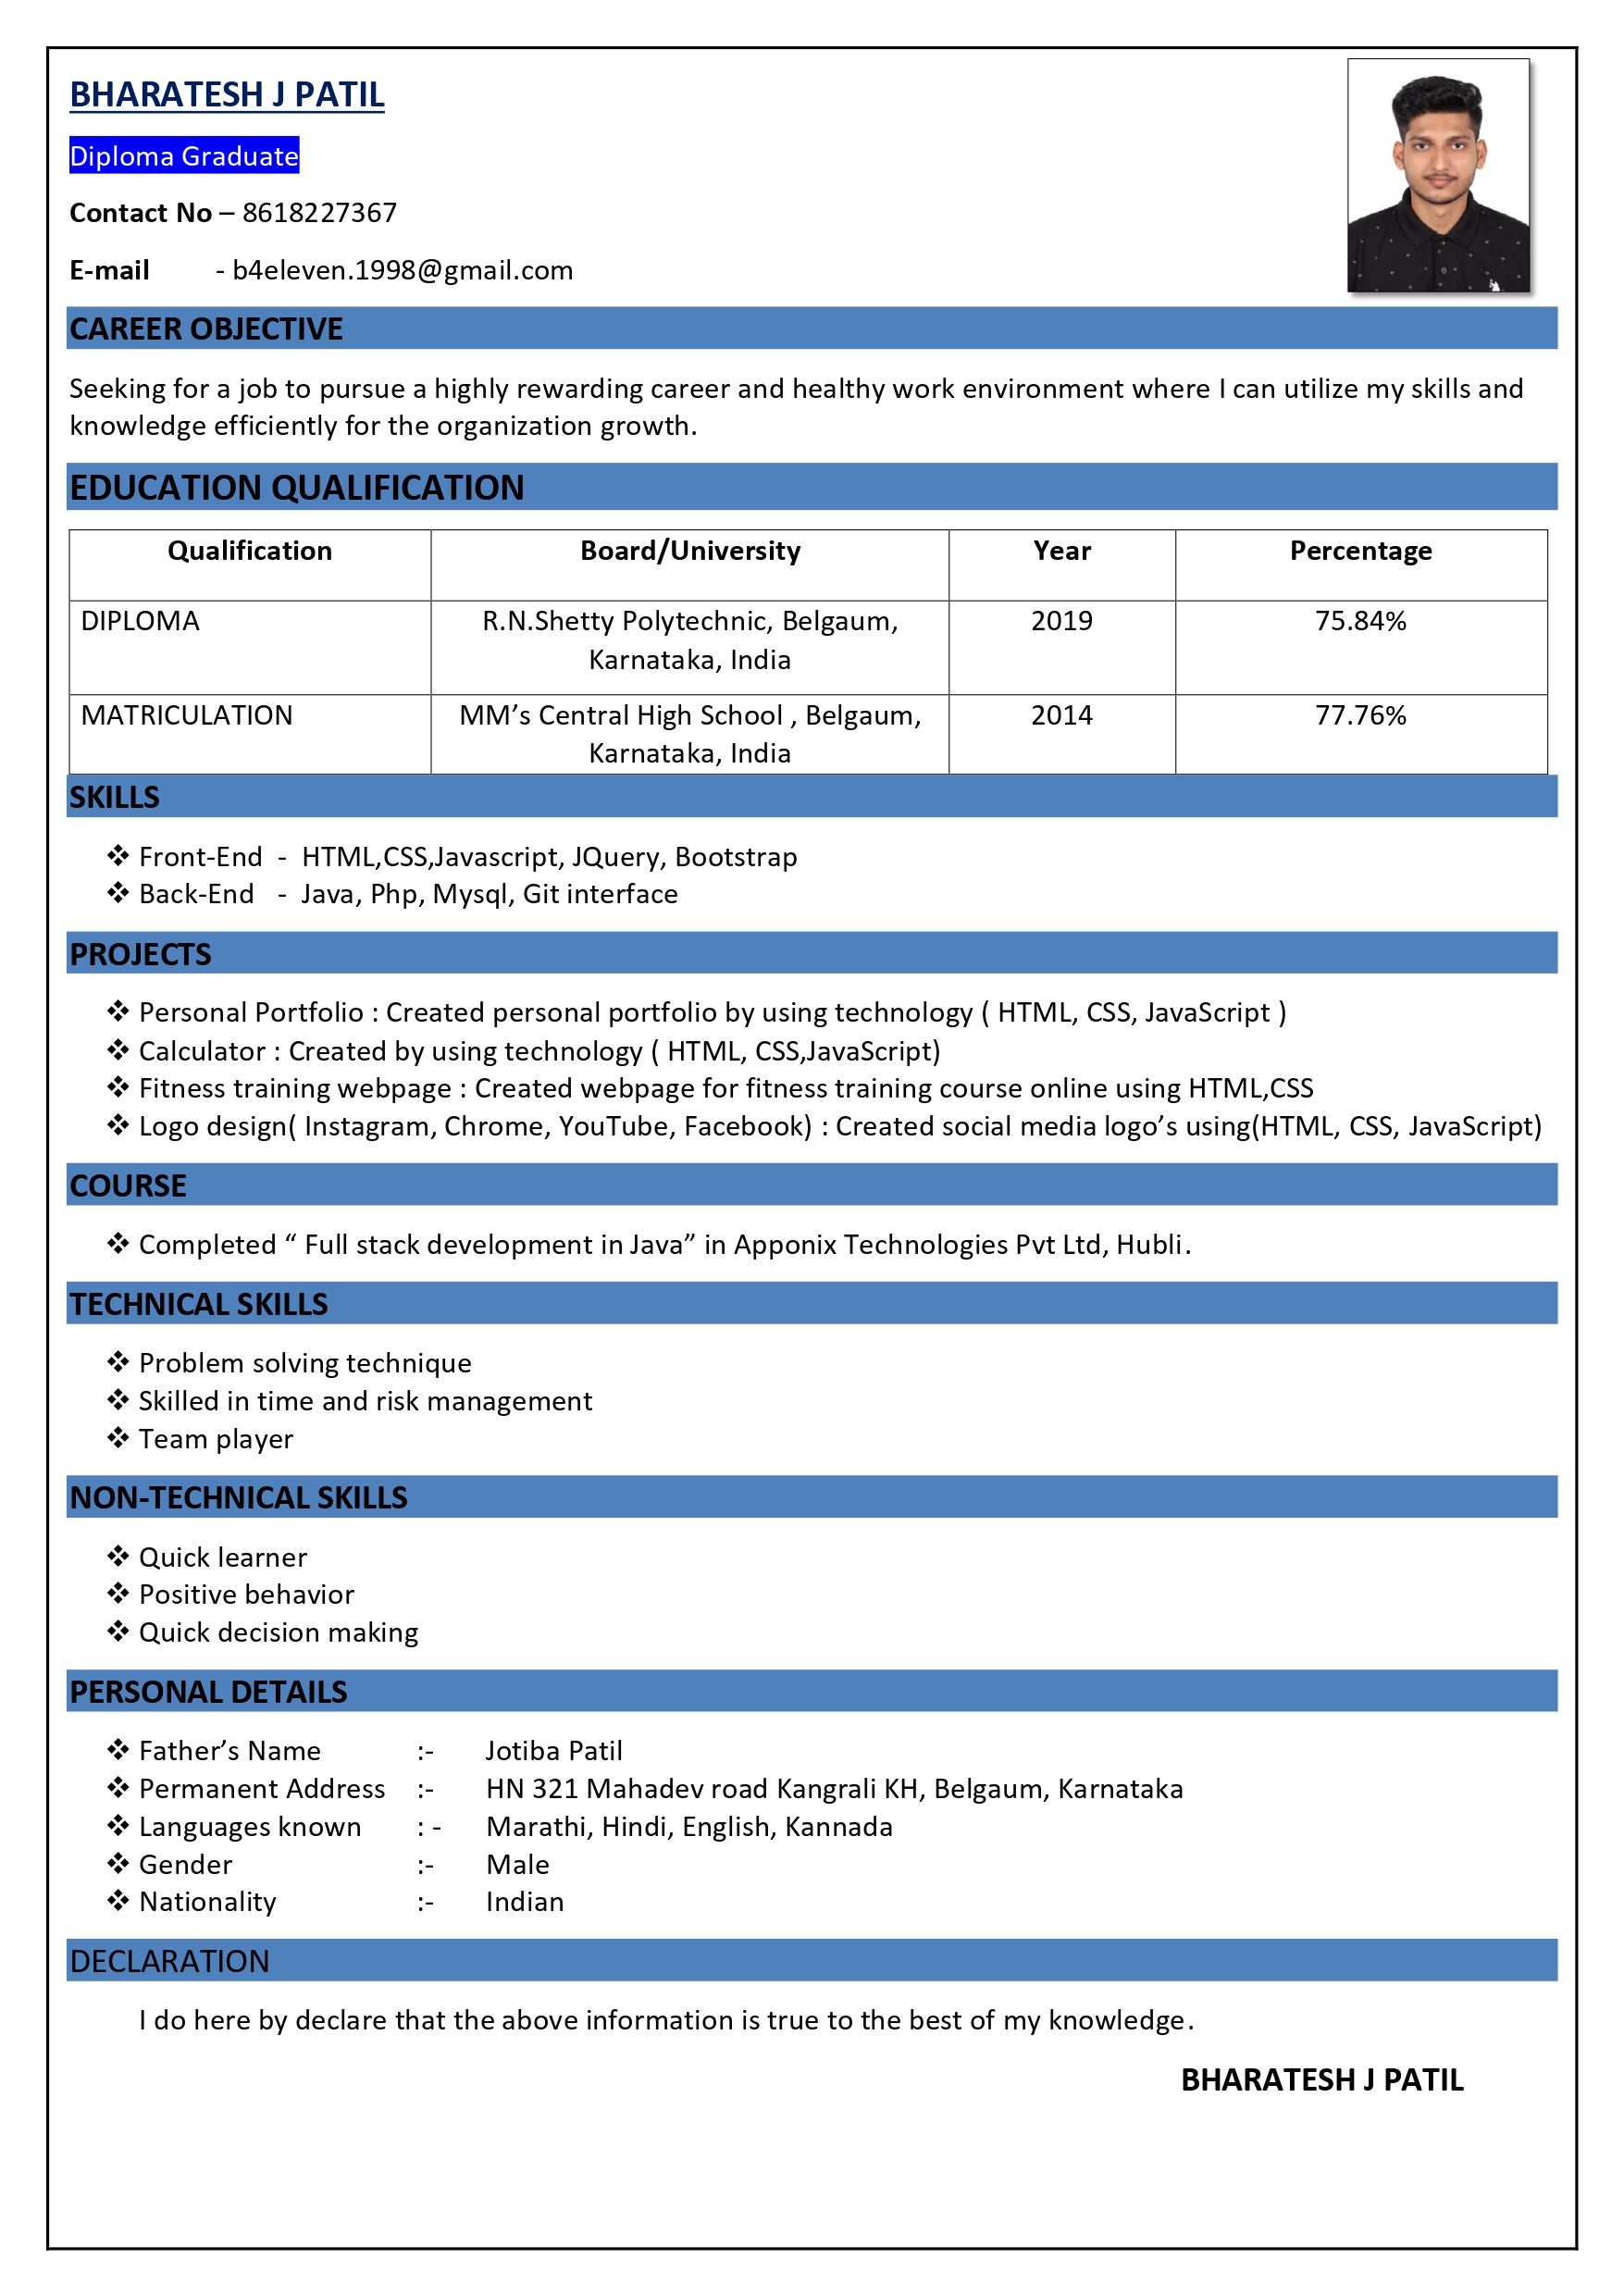 BHARATESH J PATIL
Diploma Graduate
Contact No – 8618227367
E-mail - b4eleven.1998@gmail.com
CAREER OBJECTIVE
Seeking for a job to pursue a highly rewarding career and healthy work environment where I can utilize my skills and
knowledge efficiently for the organization growth.
EDUCATION QUALIFICATION
Qualification Board/University Year Percentage
DIPLOMA R.N.Shetty Polytechnic, Belgaum, 2019 75.84%
Karnataka, India
MATRICULATION MM’s Central High School , Belgaum, 2014 77.76%
Karnataka, India
SKILLS
❖ Front-End - HTML,CSS,Javascript, JQuery, Bootstrap
❖ Back-End - Java, Php, Mysql, Git interface
PROJECTS
❖ Personal Portfolio : Created personal portfolio by using technology ( HTML, CSS, JavaScript )
❖ Calculator : Created by using technology ( HTML, CSS,JavaScript)
❖ Fitness training webpage : Created webpage for fitness training course online using HTML,CSS
❖ Logo design( Instagram, Chrome, YouTube, Facebook) : Created social media logo’s using(HTML, CSS, JavaScript)
COURSE
❖ Completed “ Full stack development in Java” in Apponix Technologies Pvt Ltd, Hubli.
TECHNICAL SKILLS
❖ Problem solving technique
❖ Skilled in time and risk management
❖ Team player
NON-TECHNICAL SKILLS
❖ Quick learner
❖ Positive behavior
❖ Quick decision making
PERSONAL DETAILS
❖ Father’s Name :- Jotiba Patil
❖ Permanent Address :- HN 321 Mahadev road Kangrali KH, Belgaum, Karnataka
❖ Languages known : - Marathi, Hindi, English, Kannada
❖ Gender :- Male
❖ Nationality :- Indian
DECLARATION
I do here by declare that the above information is true to the best of my knowledge.
BHARATESH J PATIL